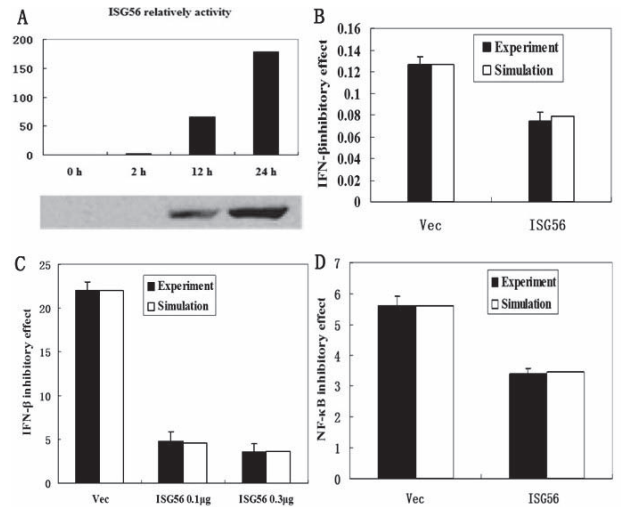 A
ISG56 relatively activity
200
150
100
50
0
0 h 2 h 12 h 24 h
B
IFN-βinhibitory effect
0.16
0.14
0.12
0.1
0.08
0.06
0.04
0.02
0
Experiment
Simulation
Vec ISG56
C
IFN-β inhibitory effect
25
20
15
10
5
0
Experiment
Simulation
Vec ISG56 0.1μg ISG56 0.3μg
D
NF-κB inhibitory effect
7
6
5
4
3
2
1
0
Experiment
Simulation
Vec ISG56